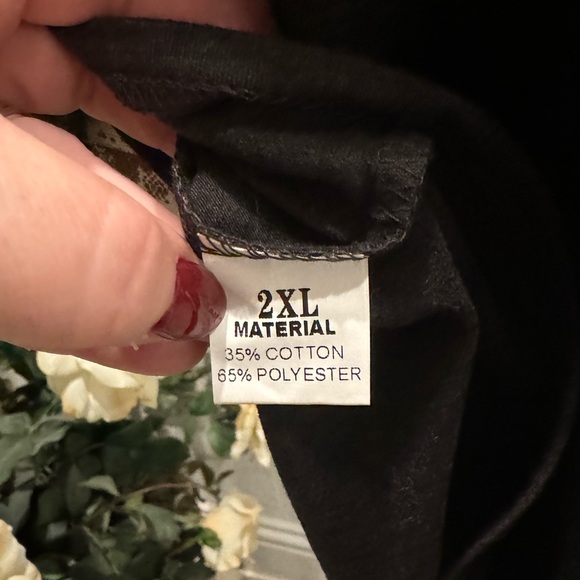 2XL
MATERIAL
35% COTTON
65% POLYESTER